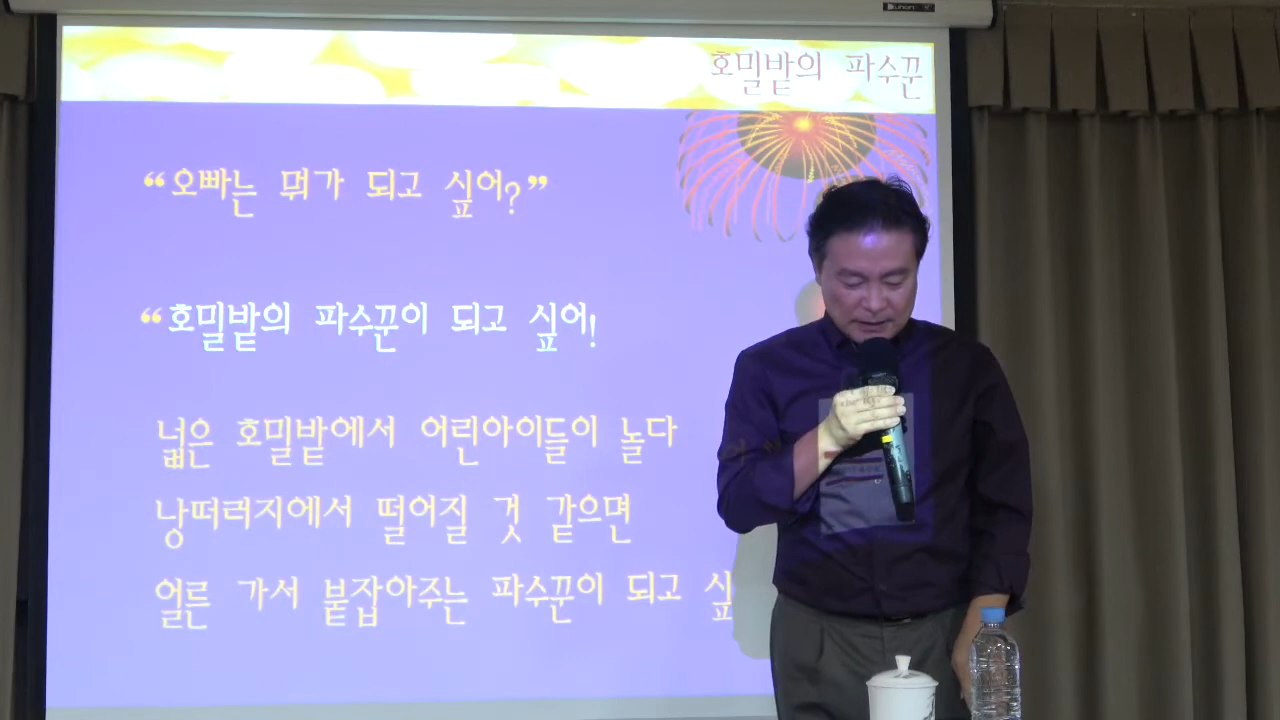 호밀밭의 파수꾼
“오빠는 뭐가 되고 싶어?”
“호밀밭의 파수꾼이 되고 싶어!
넓은 호밀밭에서 어린아이들이 놀다
낭떠러지에서 떨어질 것 같으면
얼른 가서 붙잡아주는 파수꾼이 되고